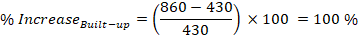 % Increase_Built−up = ((860 − 430) / 430) × 100 = 100 %